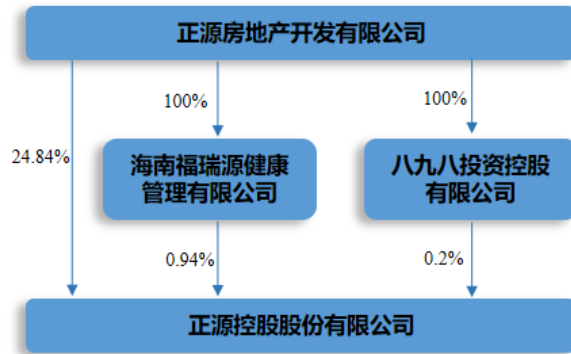 正源房地产开发有限公司
100%
100%
24.84%
海南福瑞源健康
管理有限公司
八九八投资控股
有限公司
0.94%
0.2%
正源控股股份有限公司